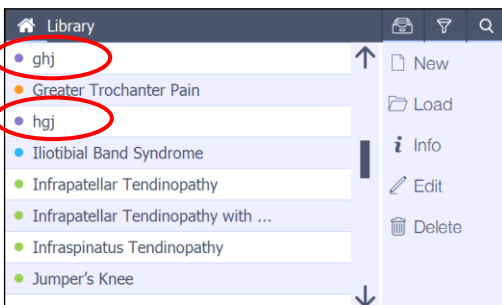 Library
ghj
Greater Trochanter Pain
hgj
Iliotibial Band Syndrome
Infrapatellar Tendinopathy
Infrapatellar Tendinopathy with ...
Infraspinatus Tendinopathy
Jumper's Knee
New
Load
i Info
Edit
Delete